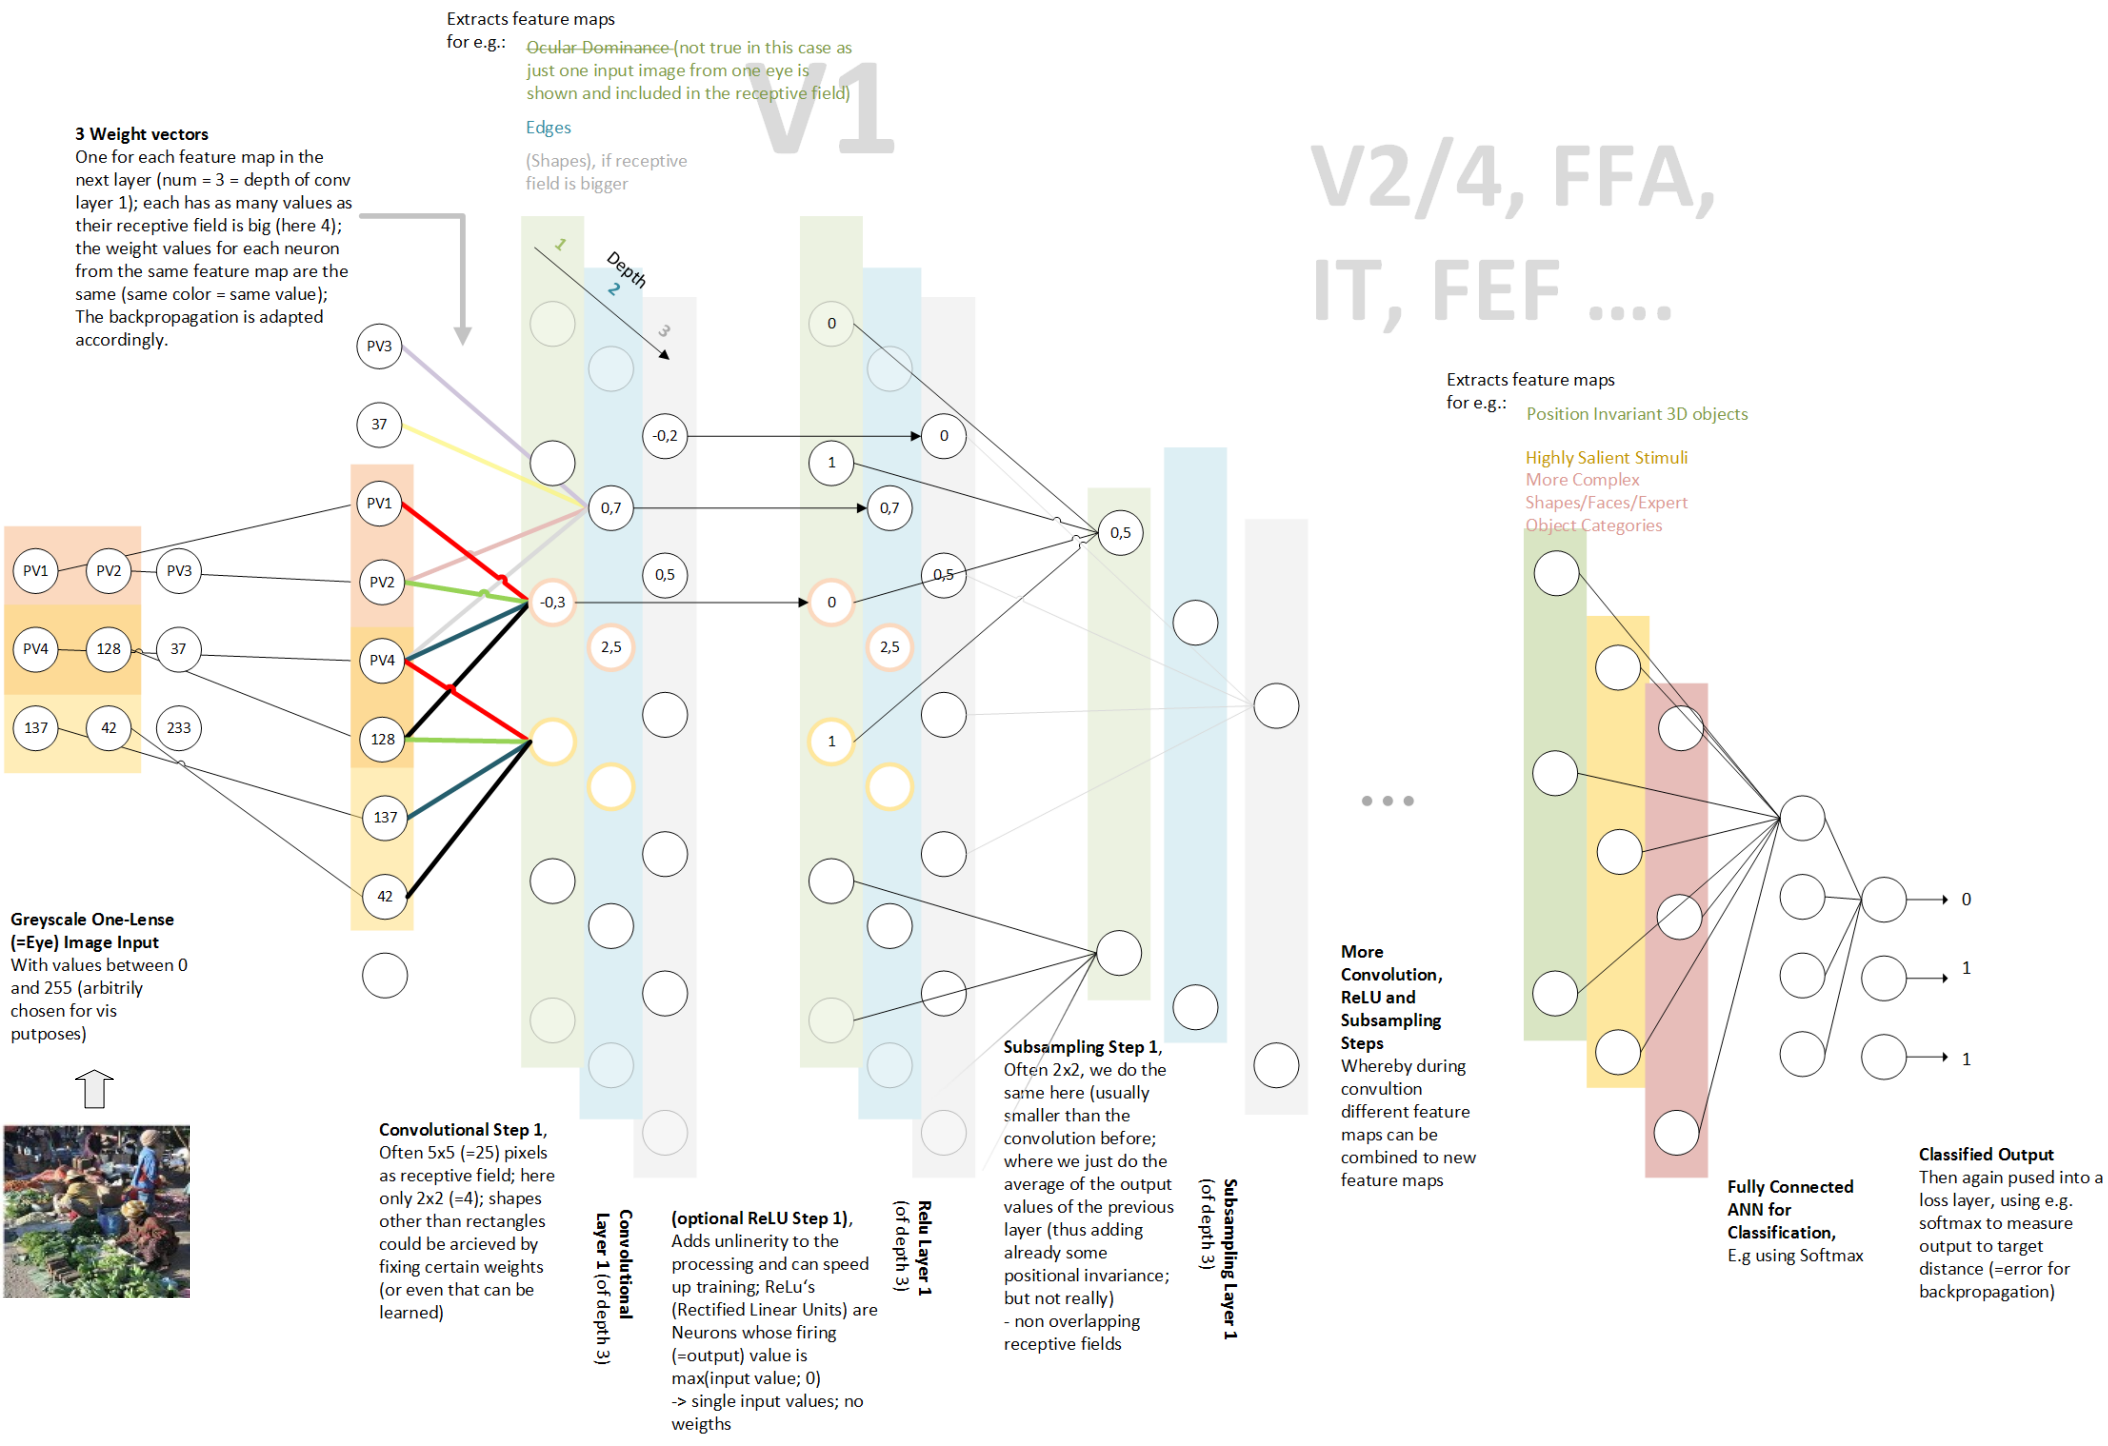 Extracts feature maps
for e.g.:
Ocular Dominance (not true in this case as
just one input image from one eye is
shown and included in the receptive field)
Edges
(Shapes), if receptive
field is bigger
V1
3 Weight vectors
One for each feature map in the
next layer (num = 3 = depth of conv
layer 1); each has as many values as
their receptive field is big (here 4);
the weight values for each neuron
from the same feature map are the
same (same color = same value);
The backpropagation is adapted
accordingly.
V2/4, FFA,
IT, FEF ....
Extracts feature maps
for e.g.:
Position Invariant 3D objects
Highly Salient Stimuli
More Complex
Shapes/Faces/Expert
Object Categories
1
Depth
2
3
PV1
PV2
PV3
PV4
128
37
137
42
233
PV3
37
PV1
PV2
PV4
128
137
42
-0,2
0,7
0,5
-0,3
2,5
0
0
1
0,7
0,5
0
2,5
1
0,5
...
0
1
1
Greyscale One-Lense
(=Eye) Image Input
With values between 0
and 255 (arbitrily
chosen for vis
putposes)
Convolutional Step 1,
Often 5x5 (=25) pixels
as receptive field; here
only 2x2 (=4); shapes
other than rectangles
could be arcieved by
fixing certain weights
(or even that can be
learned)
Convolutional
Layer 1 (of depth 3)
(optional ReLU Step 1),
Adds unlinerity to the
processing and can speed
up training; ReLu's
(Rectified Linear Units) are
Neurons whose firing
(=output) value is
max(input value; 0)
-> single input values; no
weigths
Relu Layer 1
(of depth 3)
Subsampling Step 1,
Often 2x2, we do the
same here (usually
smaller than the
convolution before;
where we just do the
average of the output
values of the previous
layer (thus adding
already some
positional invariance;
but not really)
- non overlapping
receptive fields
Subsampling Layer 1
(of depth 3)
More
Convolution,
ReLU and
Subsampling
Steps
Whereby during
convultion
different feature
maps can be
combined to new
feature maps
Fully Connected
ANN for
Classification,
E.g using Softmax
Classified Output
Then again pused into a
loss layer, using e.g.
softmax to measure
output to target
distance (=error for
backpropagation)